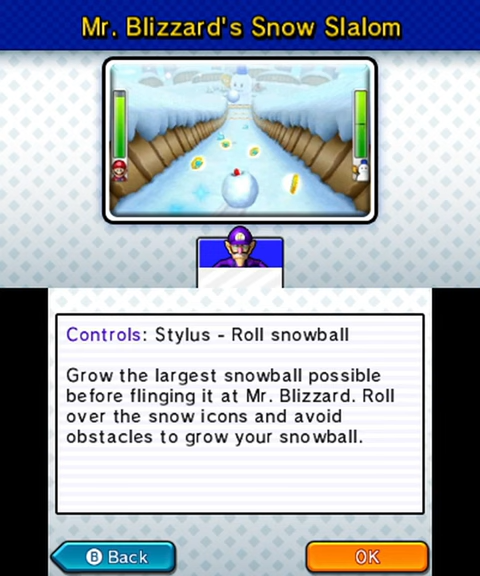 Mr. Blizzard's Snow Slalom
Controls: Stylus - Roll snowball
Grow the largest snowball possible
before flinging it at Mr. Blizzard. Roll
over the snow icons and avoid
obstacles to grow your snowball.
B Back
OK